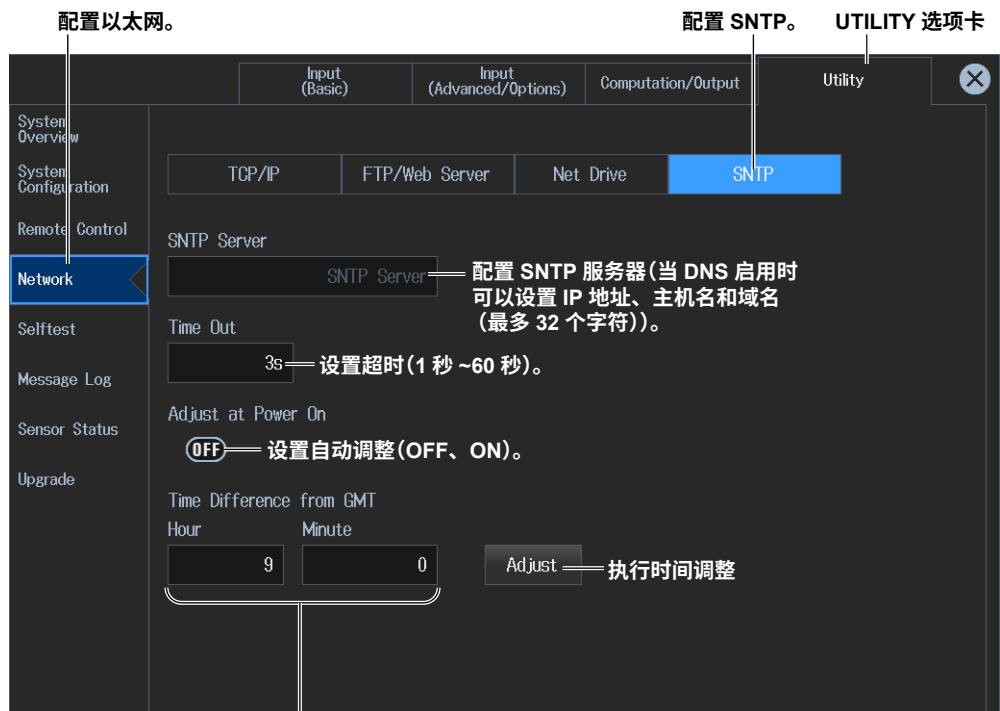 配置以太网。
配置 SNTP。
UTILITY 选项卡
Input
(Basic)
Input
(Advanced/Options)
Computation/Output
Utility
System
Overview
System
Configuration
Remote Control
Network
Selftest
Message Log
Sensor Status
Upgrade
TCP/IP
FTP/Web Server
Net Drive
SNTP
SNTP Server
SNTP Server
配置 SNTP 服务器(当 DNS 启用时
可以设置 IP 地址、主机名和域名
(最多 32 个字符))。
Time Out
3s
设置超时(1 秒 ~60 秒)。
Adjust at Power On
OFF
设置自动调整(OFF、ON)。
Time Difference from GMT
Hour
Minute
9
0
Adjust
执行时间调整